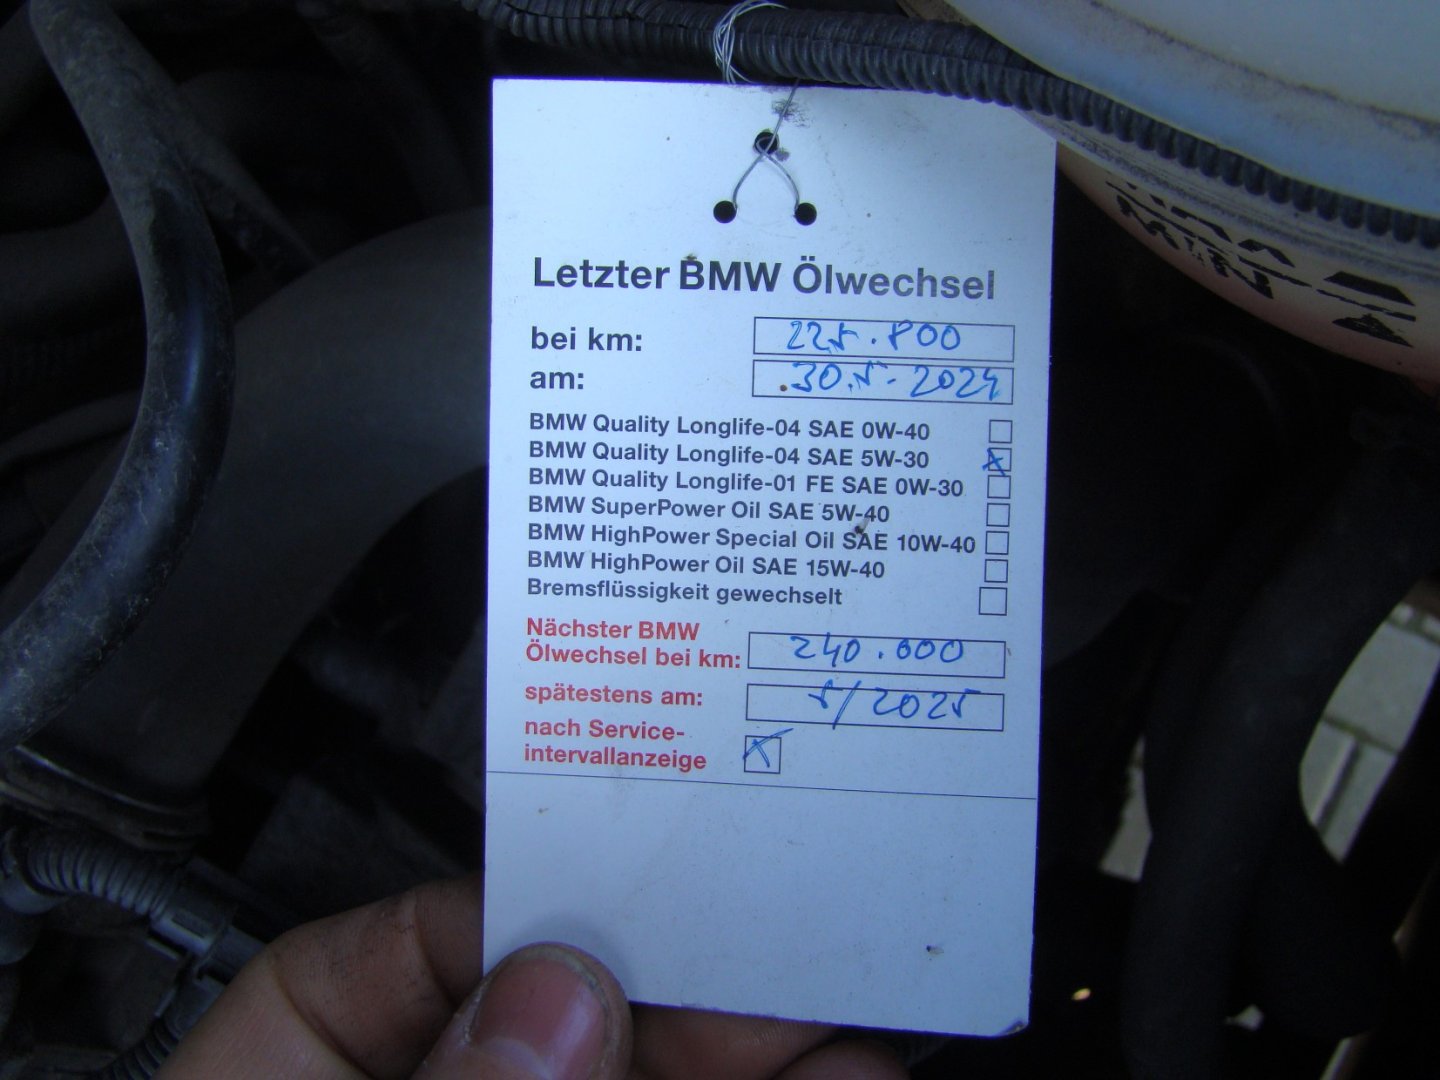 Letzter BMW Ölwechsel
bei km: 225.800
am: 30.5.2024
BMW Quality Longlife-04 SAE 0W-40
BMW Quality Longlife-04 SAE 5W-30
BMW Quality Longlife-01 FE SAE 0W-30
BMW SuperPower Oil SAE 5W-40
BMW HighPower Special Oil SAE 10W-40
BMW HighPower Oil SAE 15W-40
Bremsflüssigkeit gewechselt
Nächster BMW
Ölwechsel bei km: 240.000
spätestens am: 5/2025
nach Service-
intervallanzeige
MIN